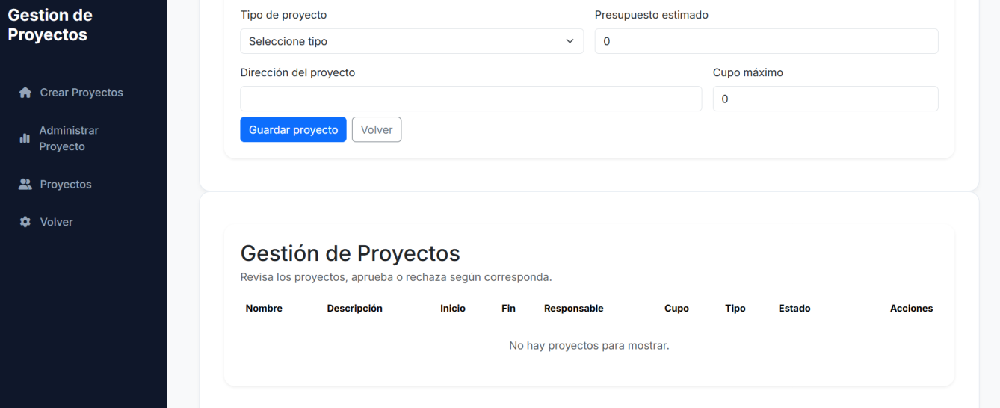 Gestion de
Proyectos
Crear Proyectos
Administrar
Proyecto
Proyectos
Volver
Tipo de proyecto
Presupuesto estimado
Seleccione tipo
0
Dirección del proyecto
Cupo máximo
0
Guardar proyecto
Volver
Gestión de Proyectos
Revisa los proyectos, aprueba o rechaza según corresponda.
Nombre Descripción Inicio Fin Responsable Cupo Tipo Estado Acciones
No hay proyectos para mostrar.